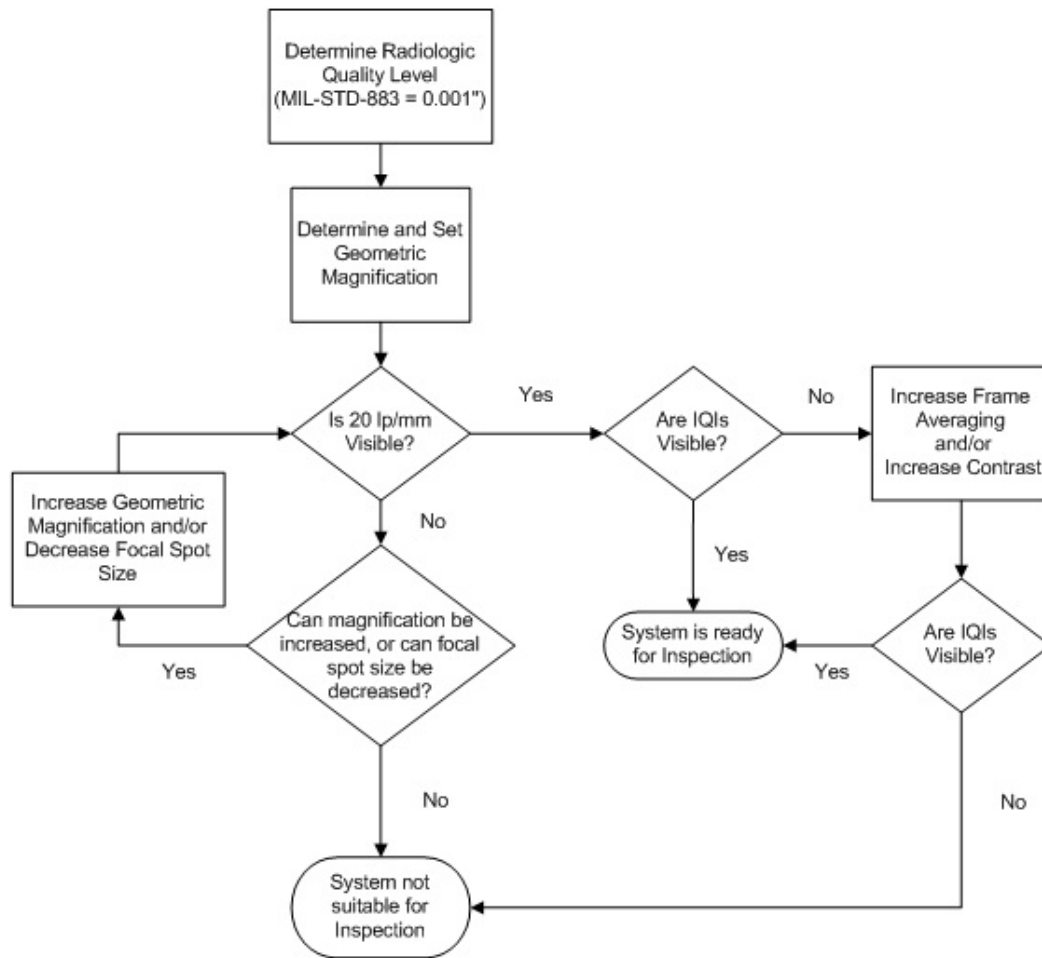 Determine Radiologic
Quality Level
(MIL-STD-883 = 0.001")
Determine and Set
Geometric
Magnification
Is 20 lp/mm
Visible?
Yes
Are IQIs
Visible?
No
Increase Frame
Averaging
and/or
Increase Contrast
Increase Geometric
Magnification and/or
Decrease Focal Spot
Size
No
Yes
Can magnification be
increased, or can focal
spot size be
decreased?
Yes
System is ready
for Inspection
Yes
Are IQIs
Visible?
No
No
System not
suitable for
Inspection